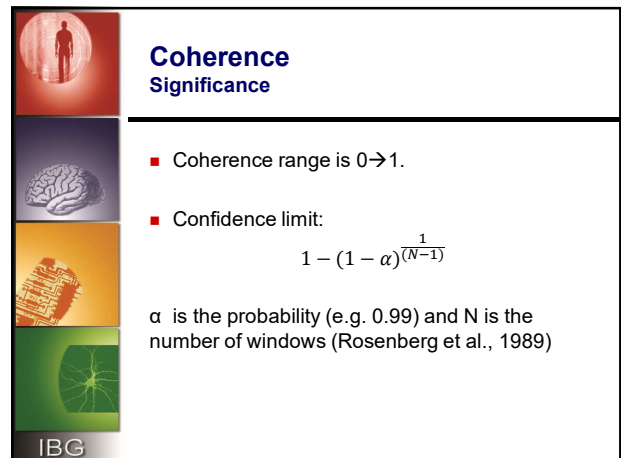 Coherence
Significance
▪ Coherence range is 0→1.
▪ Confidence limit:
1 − (1 − α)^{\frac{1}{(N−1)}}
α is the probability (e.g. 0.99) and N is the
number of windows (Rosenberg et al., 1989)
IBG